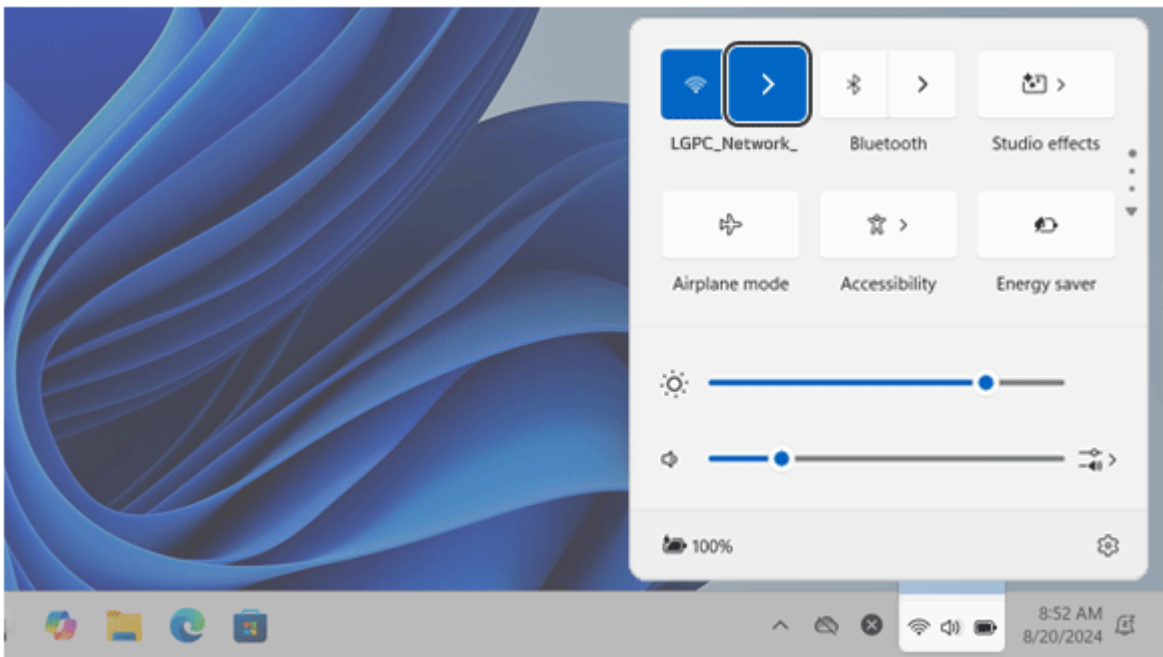 LGPC_Network_
Bluetooth
Studio effects
Airplane mode
Accessibility
Energy saver
100%
8:52 AM
8/20/2024